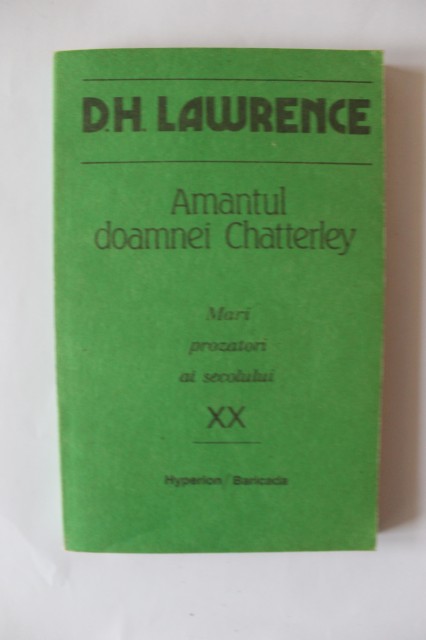 D.H. LAWRENCE
Amantul
doamnei Chatterley
Mari
prozatori
ai secolului
XX
Hyperion/Baricada